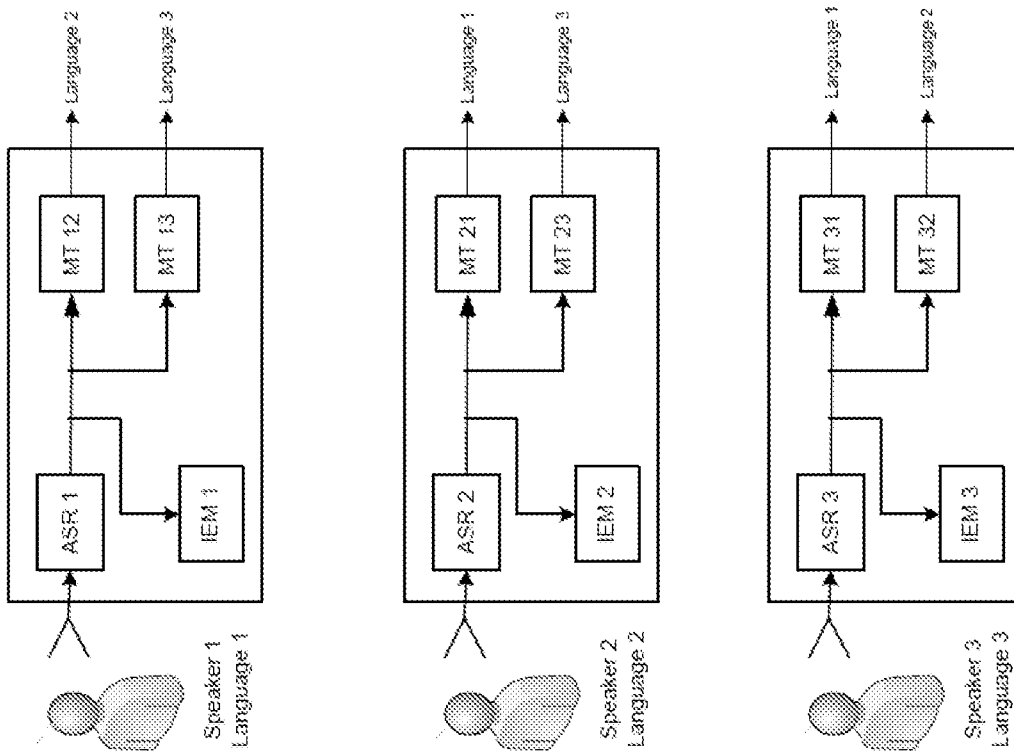 Speaker 1
Language 1
ASR 1
IEM 1
MT 12
MT 13
Language 2
Language 3
Speaker 2
Language 2
ASR 2
IEM 2
MT 21
MT 23
Language 1
Language 3
Speaker 3
Language 3
ASR 3
IEM 3
MT 31
MT 32
Language 1
Language 2